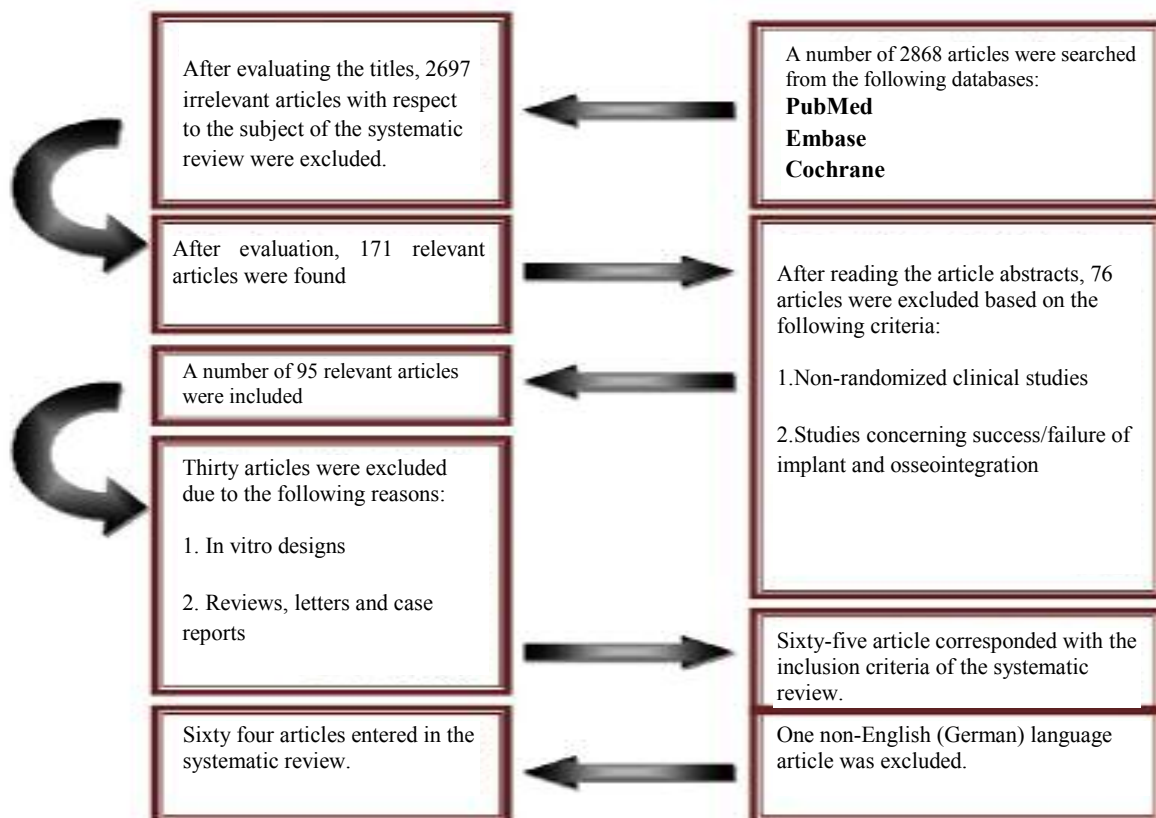 A number of 2868 articles were searched
from the following databases:
PubMed
Embase
Cochrane
After evaluating the titles, 2697
irrelevant articles with respect
to the subject of the systematic
review were excluded.
After evaluation, 171 relevant
articles were found
After reading the article abstracts, 76
articles were excluded based on the
following criteria:
1.Non-randomized clinical studies
2.Studies concerning success/failure of
implant and osseointegration
A number of 95 relevant articles
were included
Thirty articles were excluded
due to the following reasons:
1. In vitro designs
2. Reviews, letters and case
reports
Sixty-five article corresponded with the
inclusion criteria of the systematic
review.
One non-English (German) language
article was excluded.
Sixty four articles entered in the
systematic review.